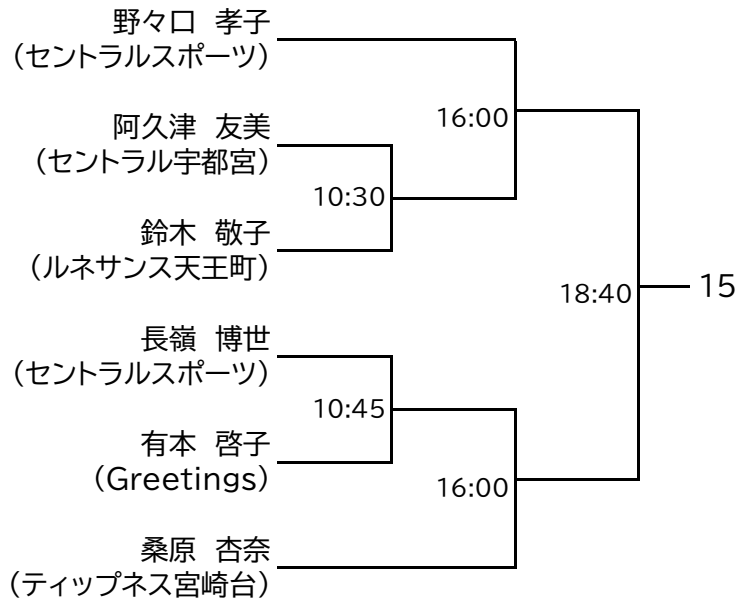 野々口 孝子
(セントラルスポーツ)
16:00
阿久津 友美
(セントラル宇都宮)
10:30
鈴木 敬子
(ルネサンス天王町)
18:40
15
長嶺 博世
(セントラルスポーツ)
10:45
有本 啓子
(Greetings)
16:00
桑原 杏奈
(ティップネス宮崎台)